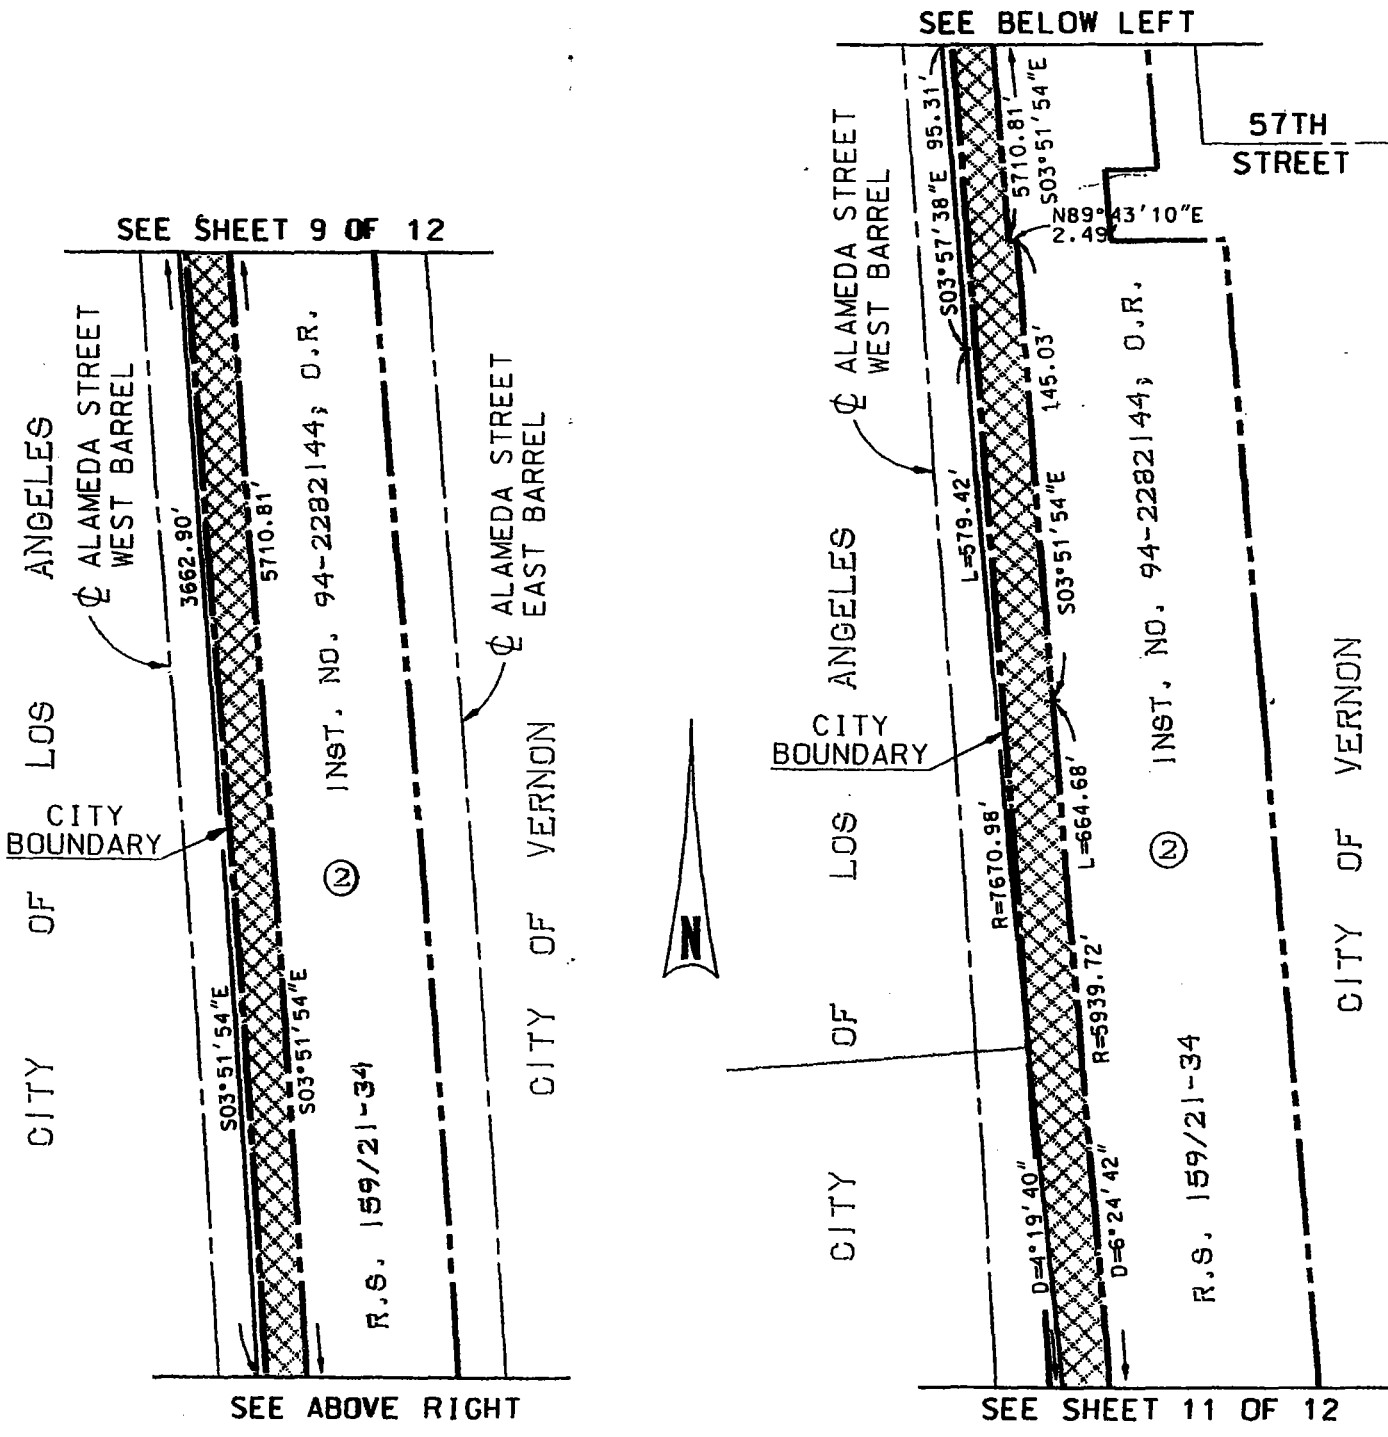 SEE SHEET 9 OF 12
℄ ALAMEDA STREET
WEST BARREL
3662.90'
5710.81'
INST. NO. 94-2282144; O.R.
℄ ALAMEDA STREET
EAST BARREL
CITY OF LOS ANGELES
CITY
BOUNDARY
2
CITY OF VERNON
S03°51'54"E
S03°51'54"E
R.S. 159/21-34
SEE ABOVE RIGHT
N
SEE BELOW LEFT
℄ ALAMEDA STREET
WEST BARREL
S03°57'38"E 95.31'
5710.81'
S03°51'54"E
57TH
STREET
N89°43'10"E
2.49'
145.03'
L=579.42'
S03°51'54"E
INST. NO. 94-2282144; O.R.
CITY OF LOS ANGELES
CITY
BOUNDARY
R=7670.98'
L=664.68'
2
CITY OF VERNON
R=5939.72'
D=4°19'40"
D=6°24'42"
R.S. 159/21-34
SEE SHEET 11 OF 12